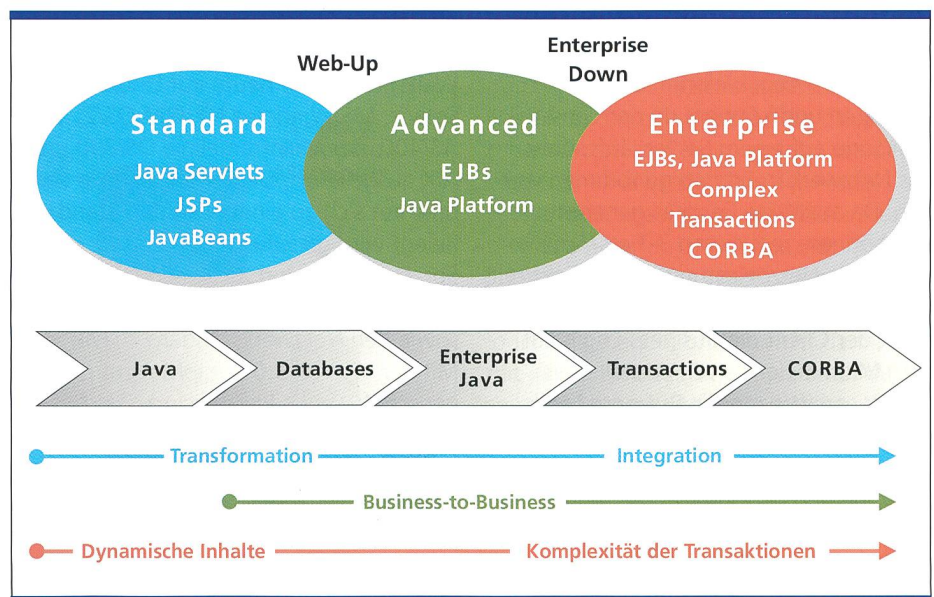 Web-Up
Enterprise
Down
Standard
Java Servlets
JSPs
JavaBeans
Advanced
EJBs
Java Platform
Enterprise
EJBs, Java Platform
Complex
Transactions
CORBA
Java
Databases
Enterprise
Java
Transactions
CORBA
Transformation
Integration
Business-to-Business
Dynamische Inhalte
Komplexität der Transaktionen